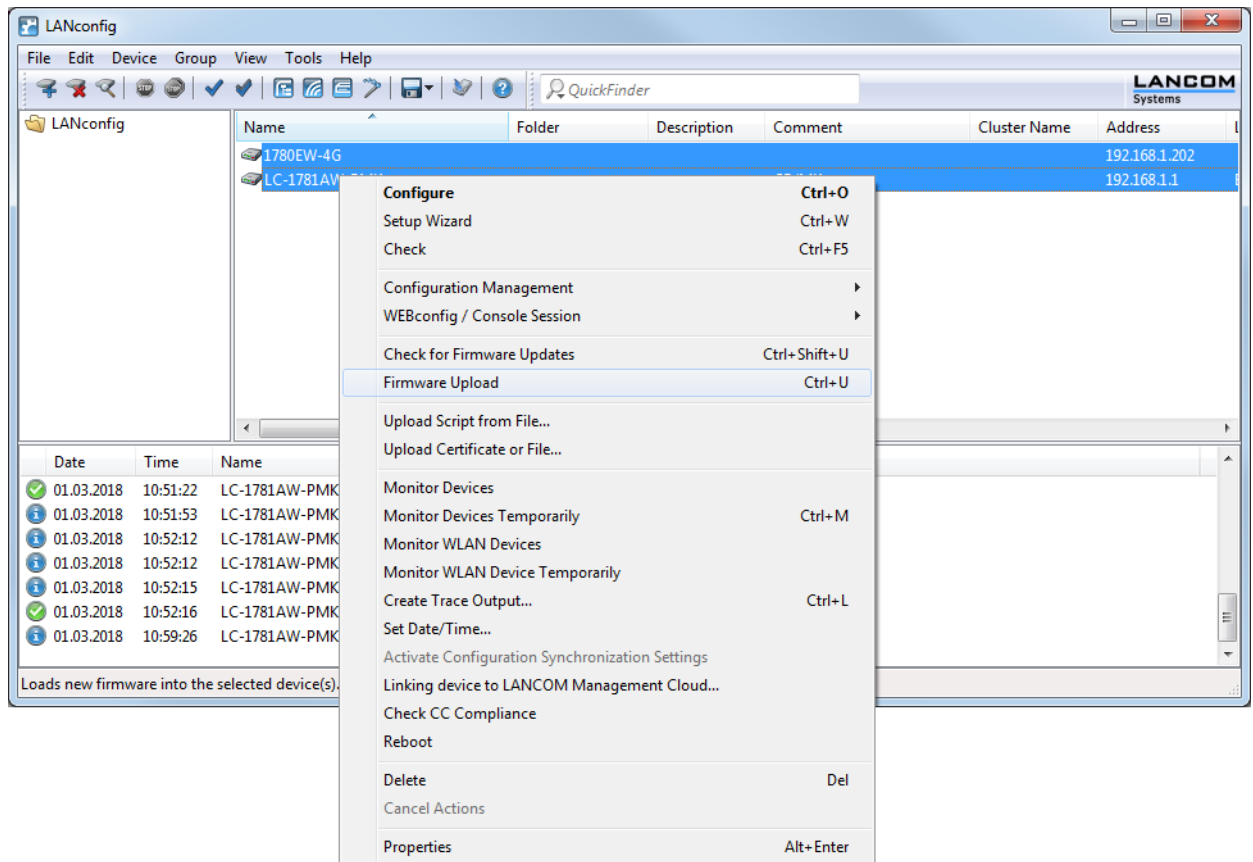 LANconfig
File Edit Device Group View Tools Help
QuickFinder
LANCOM
Systems
LANconfig
Name Folder Description Comment Cluster Name Address
1780EW-4G 192.168.1.202
LC-1781AW 192.168.1.1
Configure Ctrl+O
Setup Wizard Ctrl+W
Check Ctrl+F5
Configuration Management
WEBconfig / Console Session
Check for Firmware Updates Ctrl+Shift+U
Firmware Upload Ctrl+U
Upload Script from File...
Upload Certificate or File...
Monitor Devices
Monitor Devices Temporarily Ctrl+M
Monitor WLAN Devices
Monitor WLAN Device Temporarily
Create Trace Output... Ctrl+L
Set Date/Time...
Activate Configuration Synchronization Settings
Linking device to LANCOM Management Cloud...
Check CC Compliance
Reboot
Delete Del
Cancel Actions
Properties Alt+Enter
Date Time Name
01.03.2018 10:51:22 LC-1781AW-PMK
01.03.2018 10:51:53 LC-1781AW-PMK
01.03.2018 10:52:12 LC-1781AW-PMK
01.03.2018 10:52:12 LC-1781AW-PMK
01.03.2018 10:52:15 LC-1781AW-PMK
01.03.2018 10:52:16 LC-1781AW-PMK
01.03.2018 10:59:26 LC-1781AW-PMK
Loads new firmware into the selected device(s).